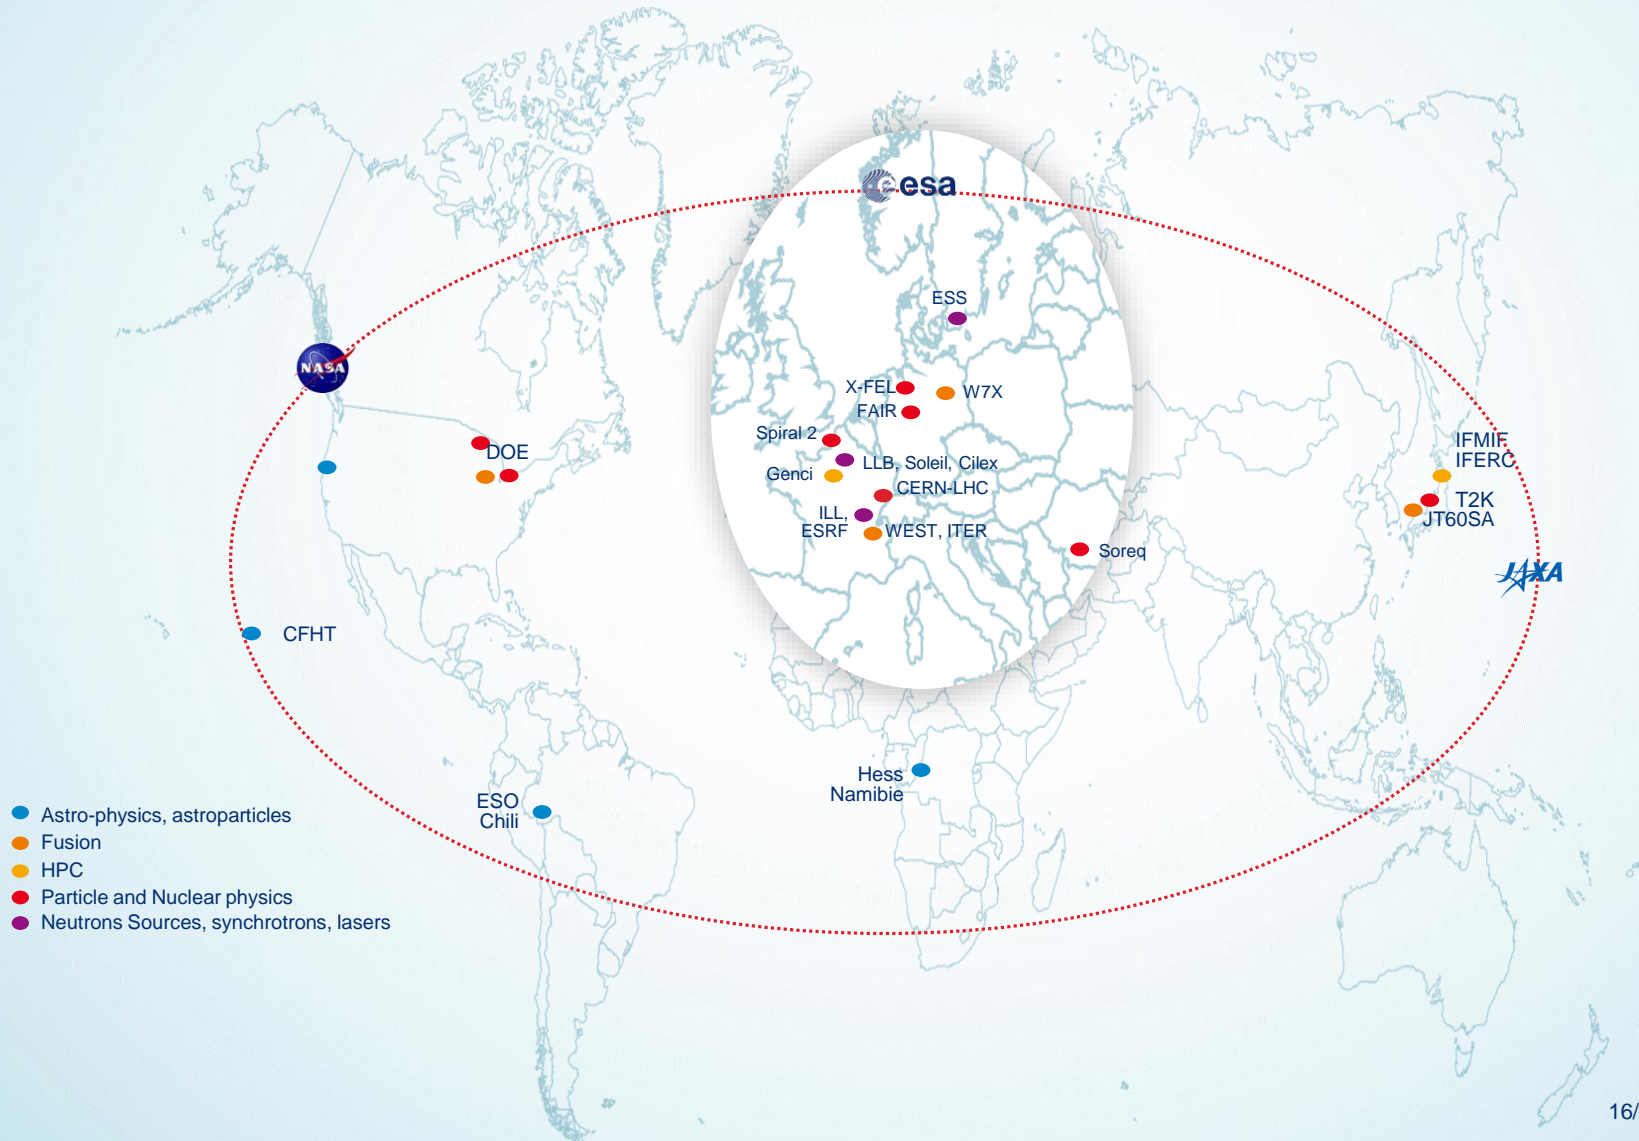 esa
ESS
NASA
X-FEL
W7X
FAIR
Spiral 2
DOE
IFMIF
IFERC
LLB, Soleil, Cilex
Genci
CERN-LHC
T2K
JT60SA
ILL,
ESRF
WEST, ITER
Soreq
JAXA
CFHT
Hess
Namibie
ESO
Chili
Astro-physics, astroparticles
Fusion
HPC
Particle and Nuclear physics
Neutrons Sources, synchrotrons, lasers
16/